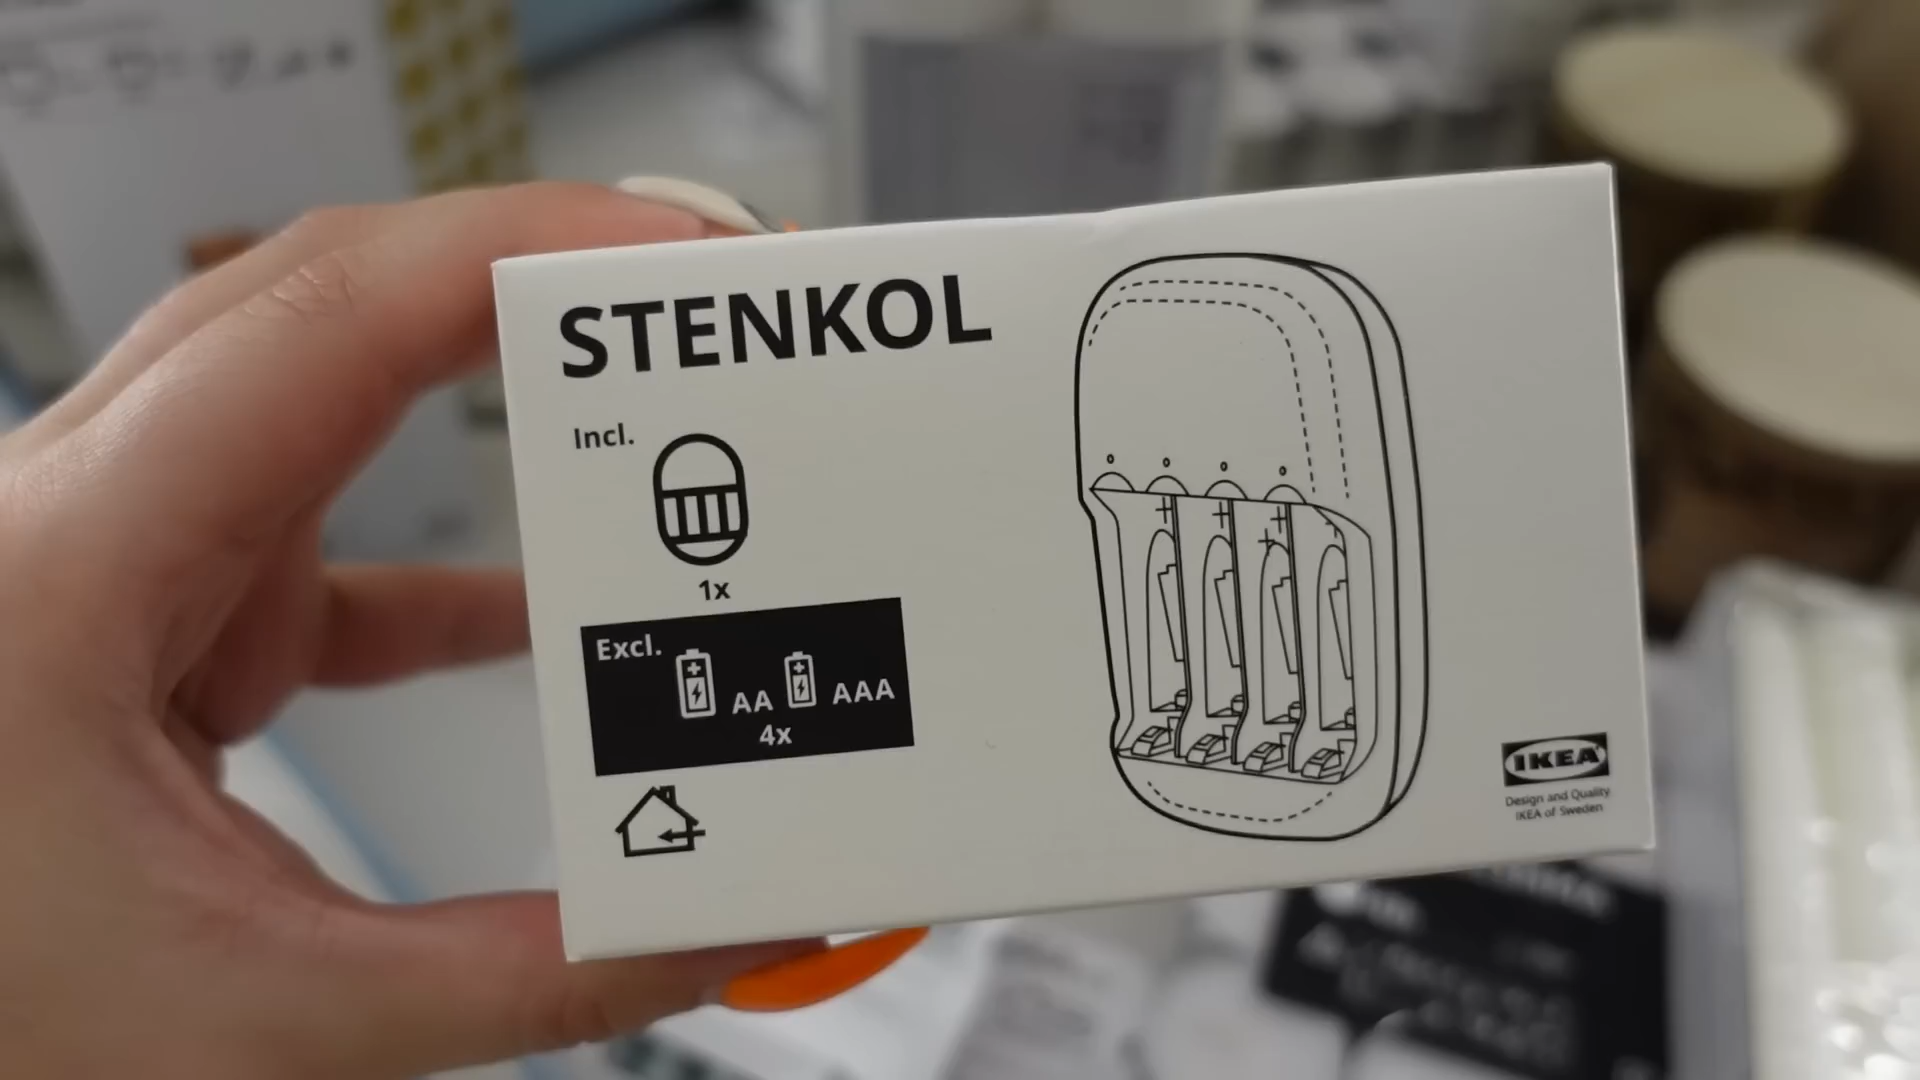 STENKOL
Incl.
1x
Excl.
AA AAA
4x
IKEA
Design and Quality
IKEA of Sweden